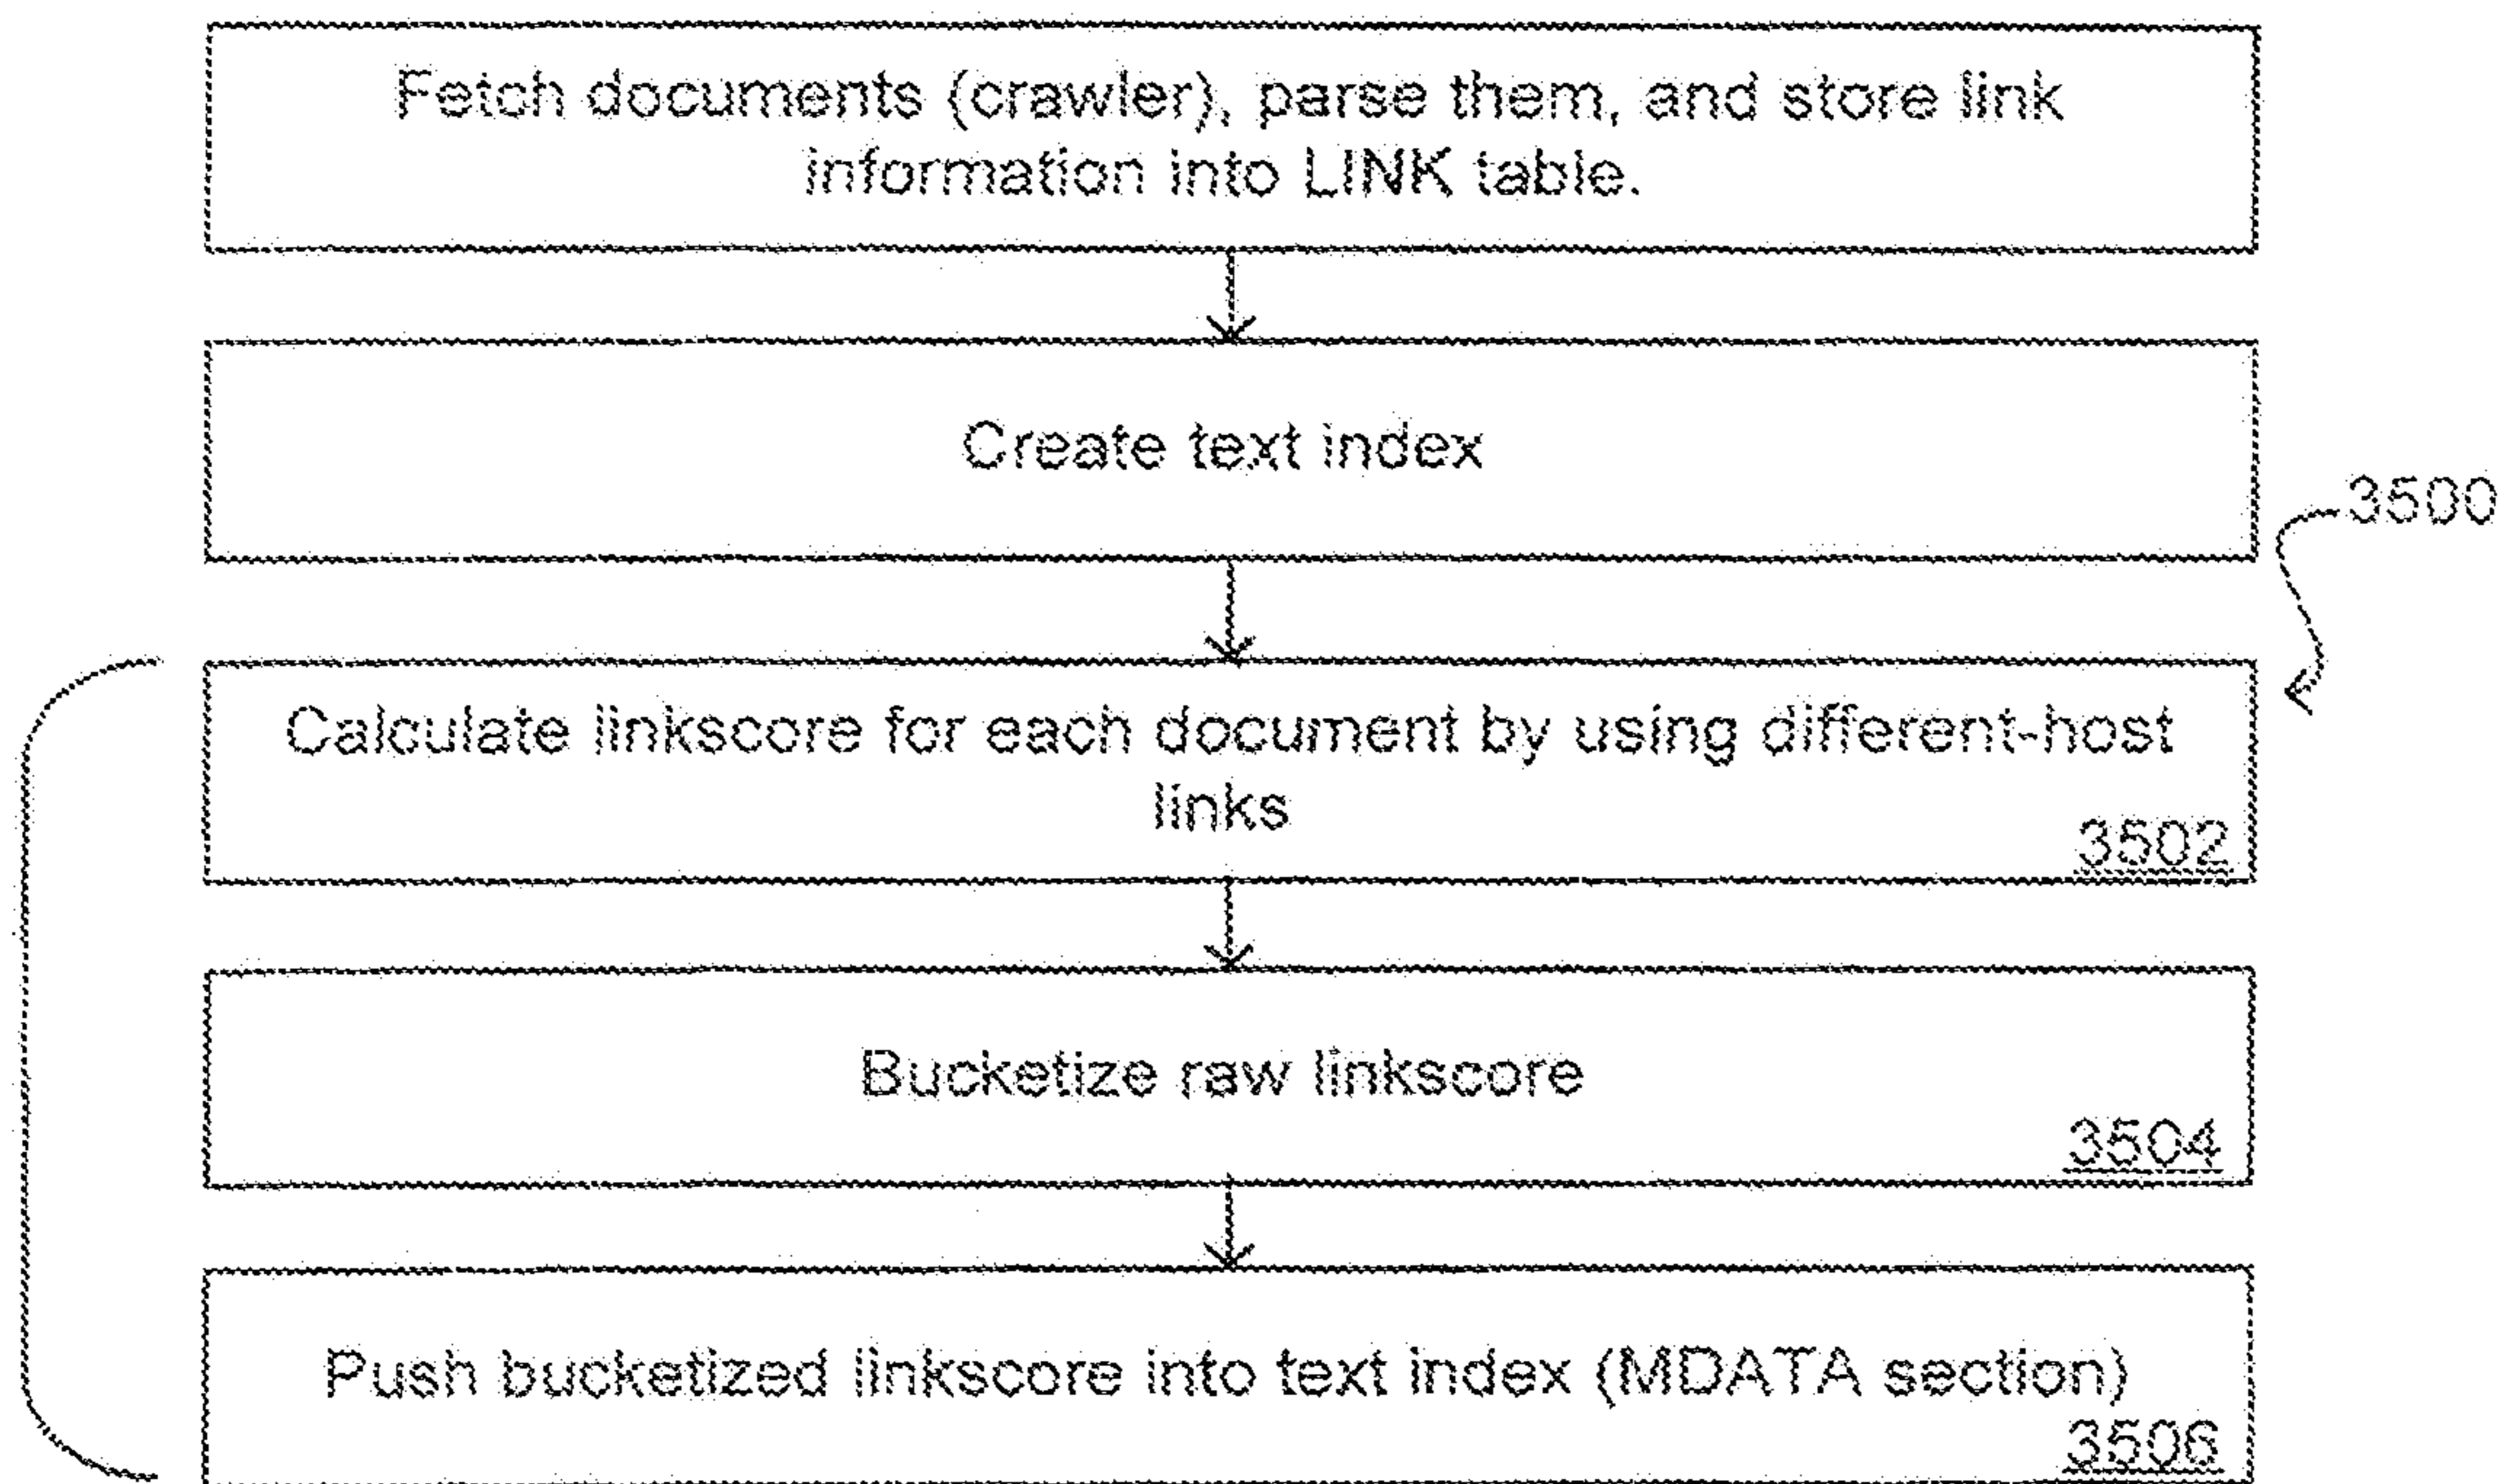 Fetch documents (crawler), parse them, and store link
information into LINK table.
Create text index
3500
Calculate linkscore for each document by using different-host
links
3502
Bucketize raw linkscore
3504
Push bucketized linkscore into text index (MDATA section)
3506